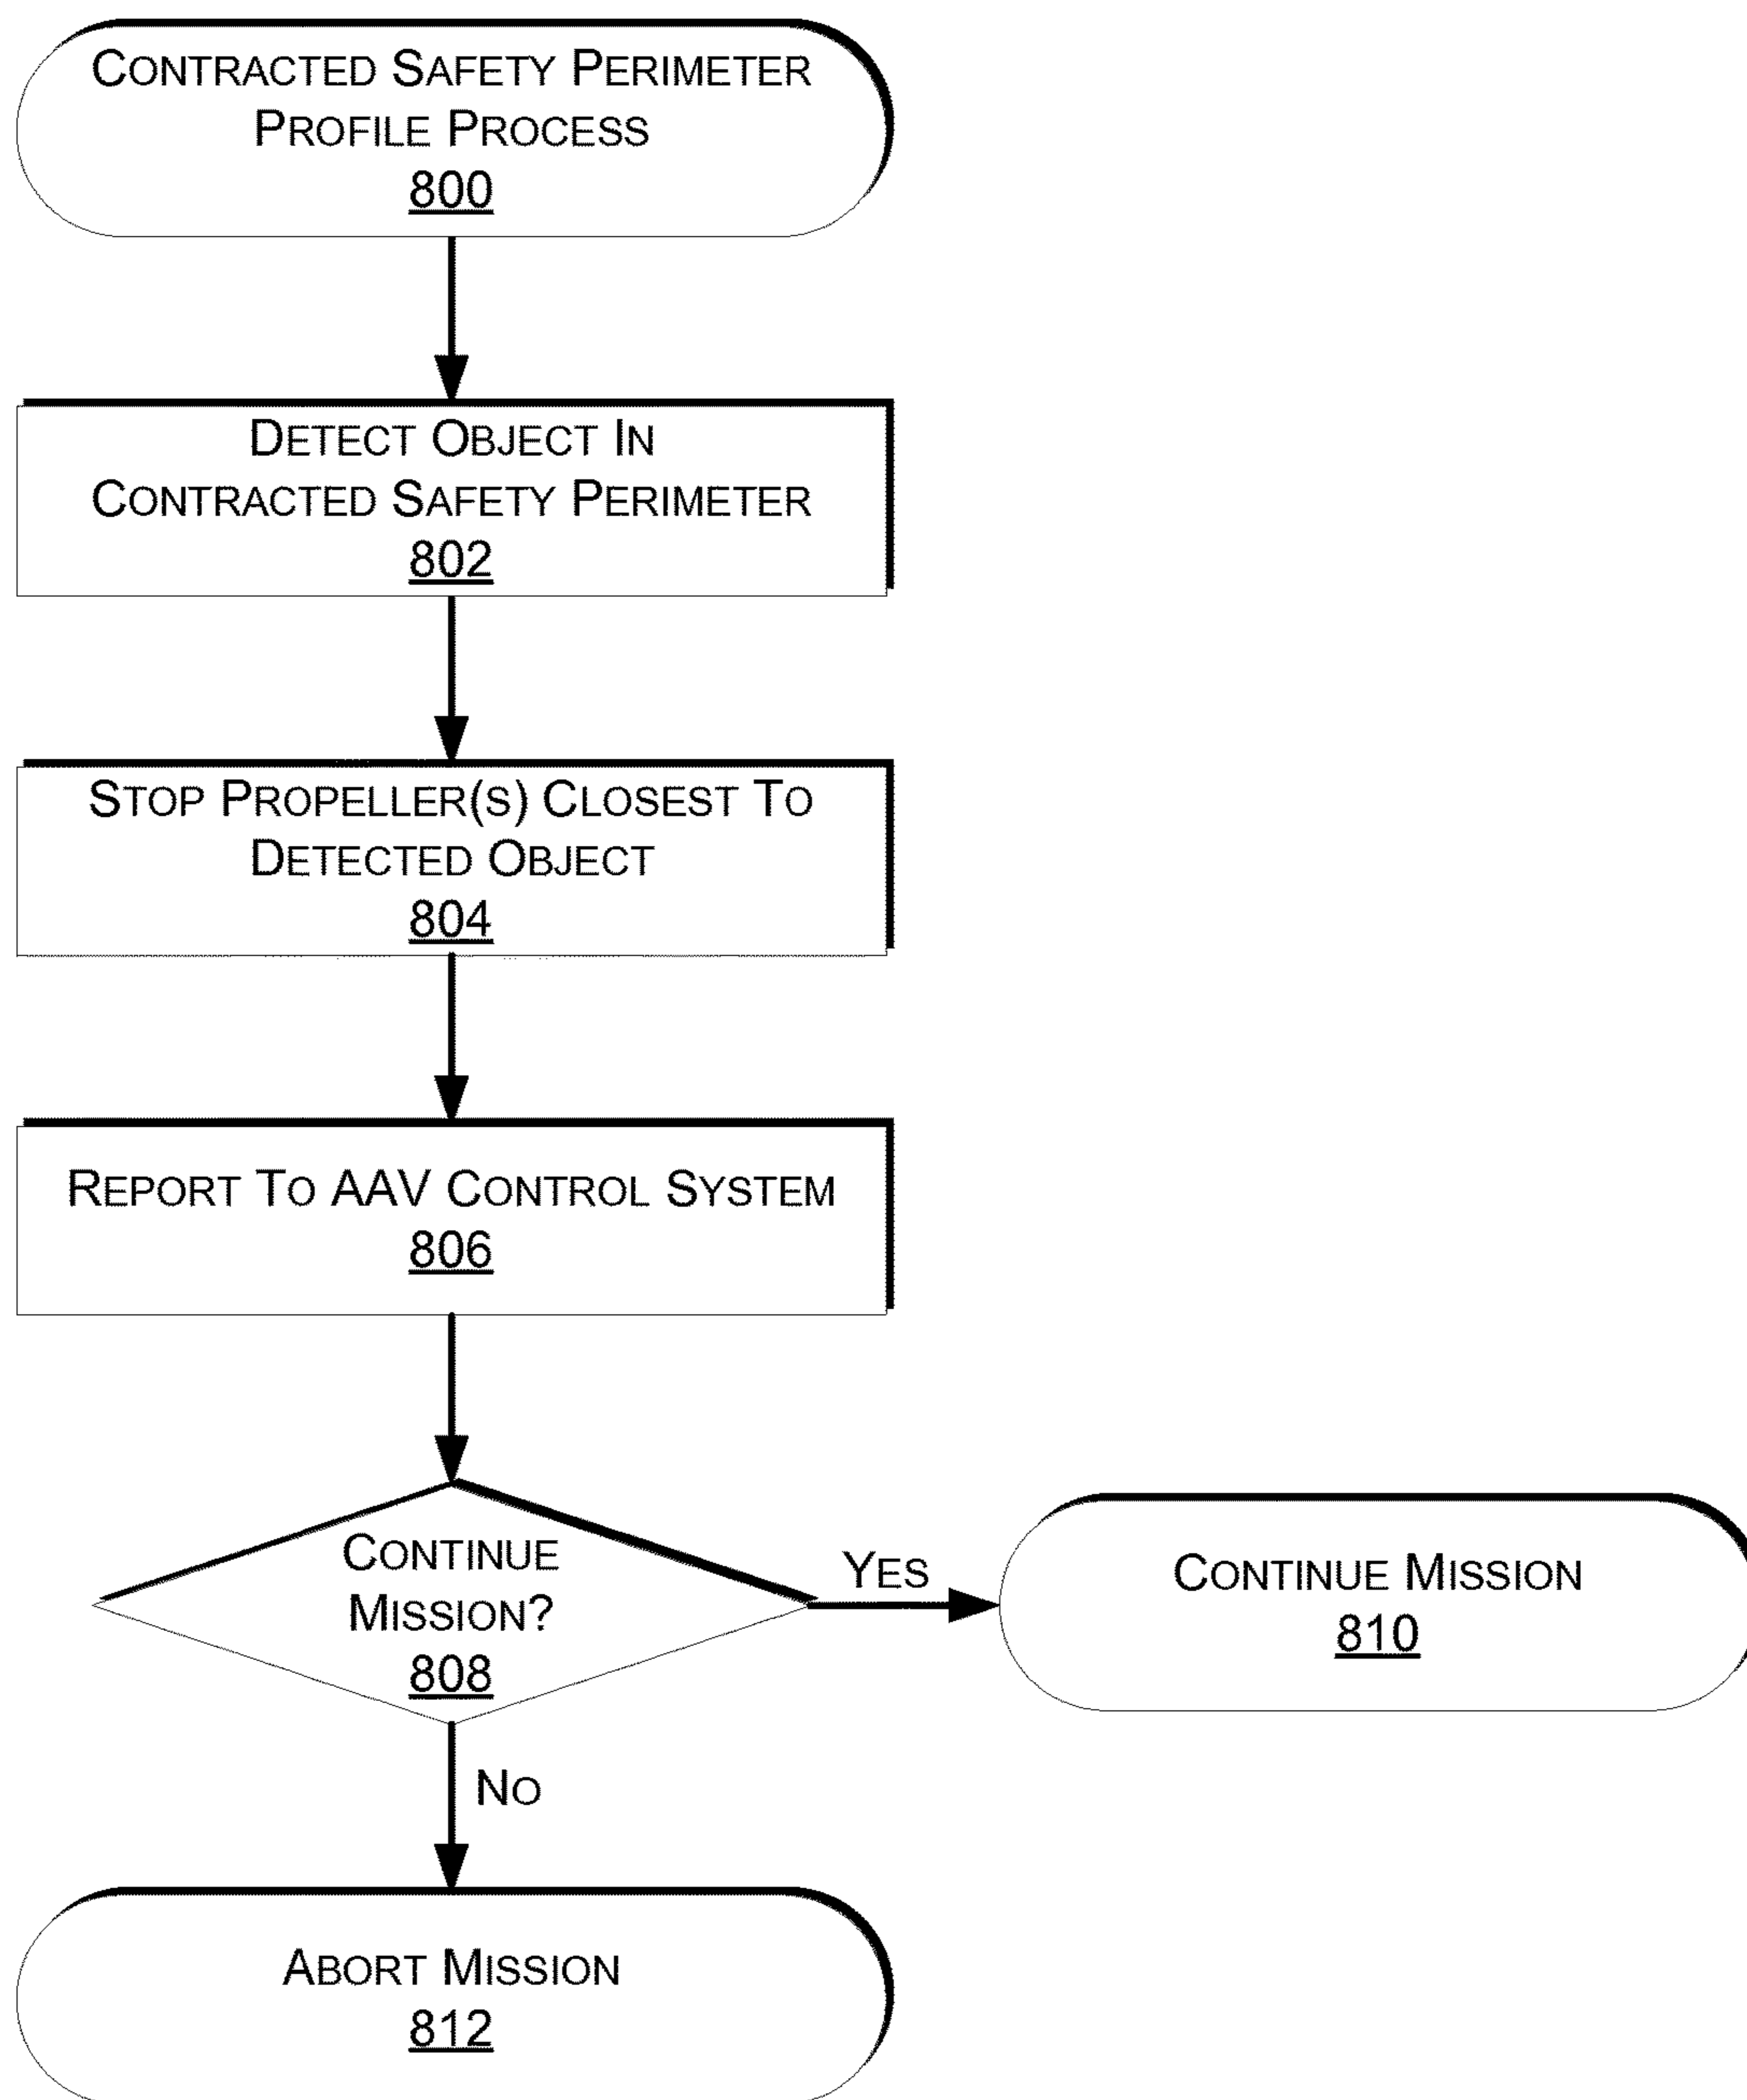 CONTRACTED SAFETY PERIMETER
PROFILE PROCESS
800
DETECT OBJECT IN
CONTRACTED SAFETY PERIMETER
802
STOP PROPELLER(S) CLOSEST TO
DETECTED OBJECT
804
REPORT TO AAV CONTROL SYSTEM
806
CONTINUE
MISSION?
808
YES
CONTINUE MISSION
810
NO
ABORT MISSION
812